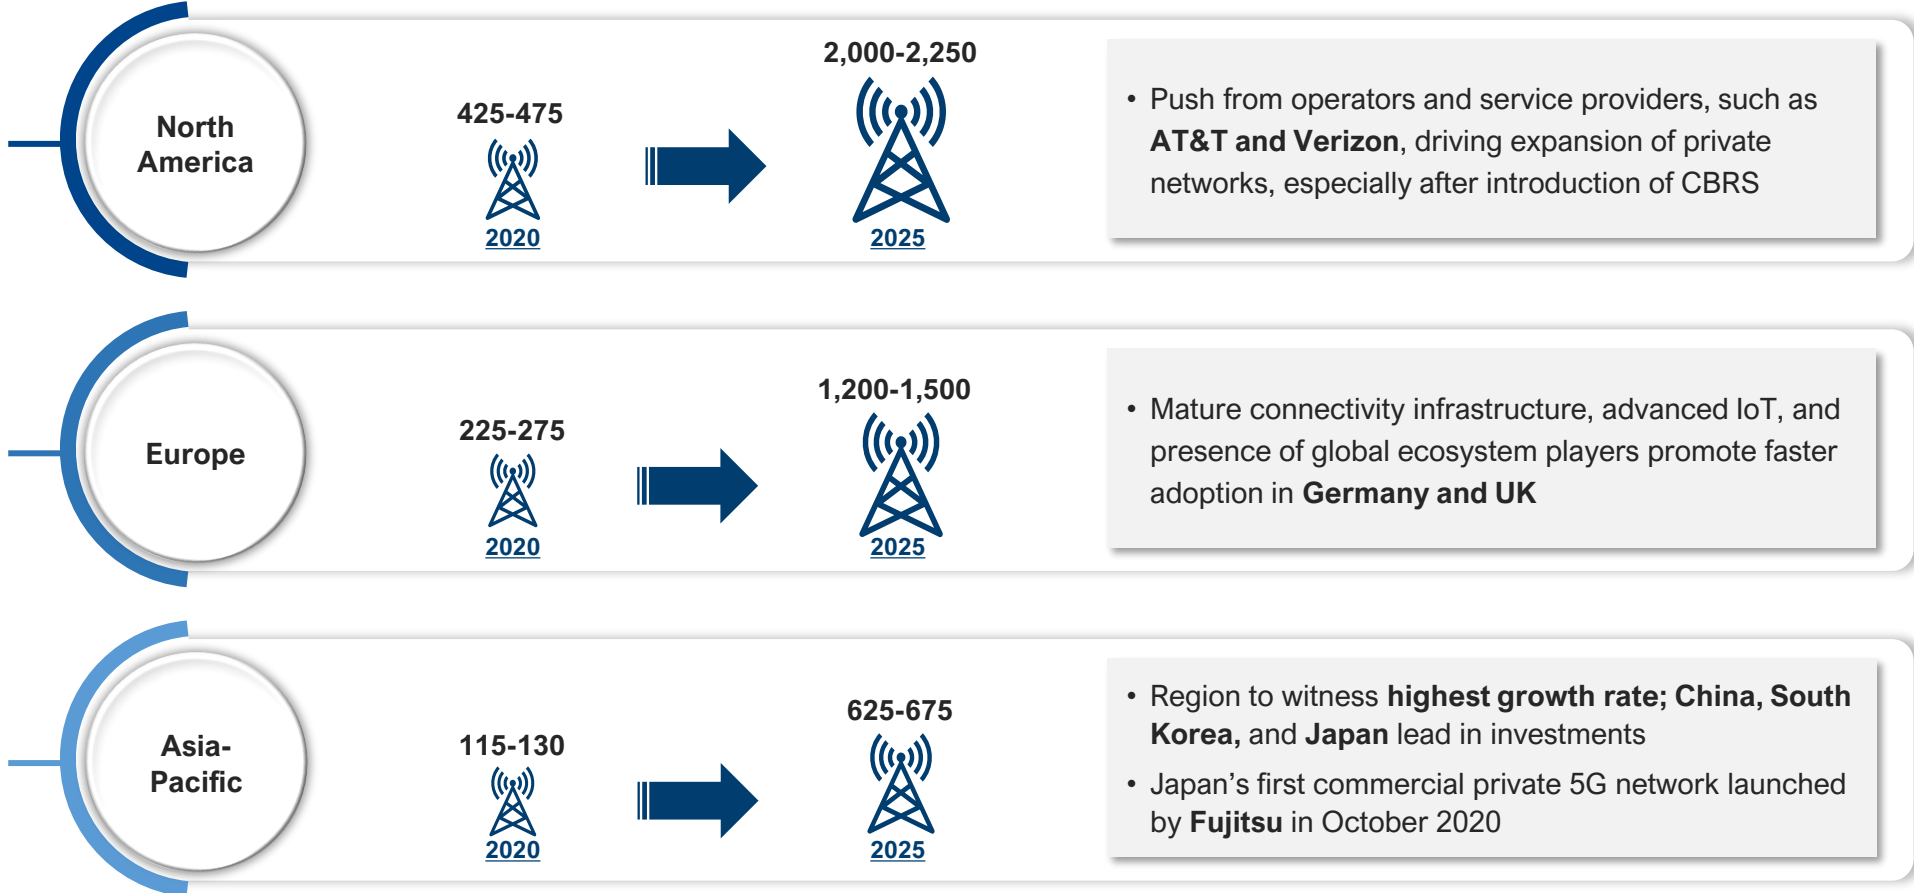 North
America
425-475
2020
2,000-2,250
2025
• Push from operators and service providers, such as
AT&T and Verizon, driving expansion of private
networks, especially after introduction of CBRS
Europe
225-275
2020
1,200-1,500
2025
• Mature connectivity infrastructure, advanced IoT, and
presence of global ecosystem players promote faster
adoption in Germany and UK
Asia-
Pacific
115-130
2020
625-675
2025
• Region to witness highest growth rate; China, South
Korea, and Japan lead in investments
• Japan’s first commercial private 5G network launched
by Fujitsu in October 2020